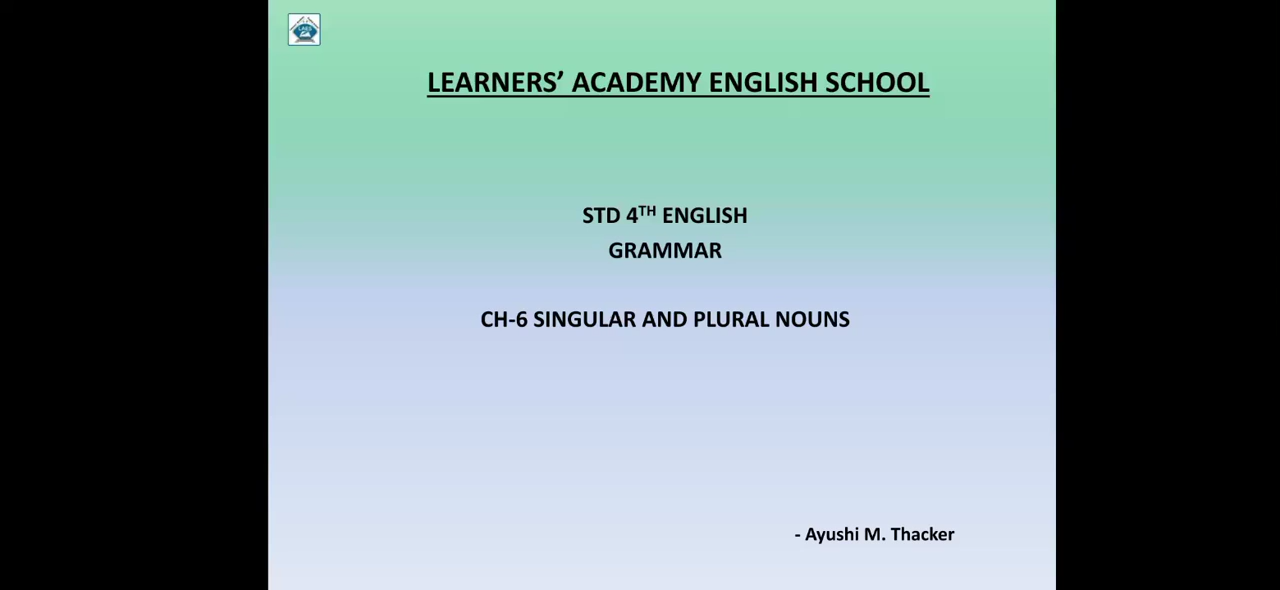 LEARNERS’ ACADEMY ENGLISH SCHOOL
STD 4TH ENGLISH
GRAMMAR
CH-6 SINGULAR AND PLURAL NOUNS
- Ayushi M. Thacker